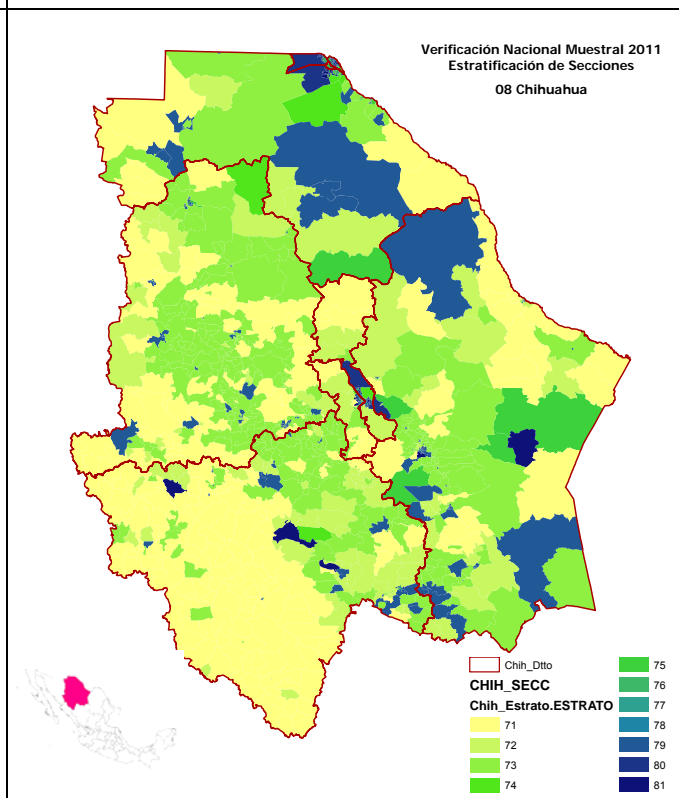 Verificación Nacional Muestral 2011
Estratificación de Secciones
08 Chihuahua
Chih_Dtto
CHIH_SECC
Chih_Estrato.ESTRATO
71
72
73
74
75
76
77
78
79
80
81